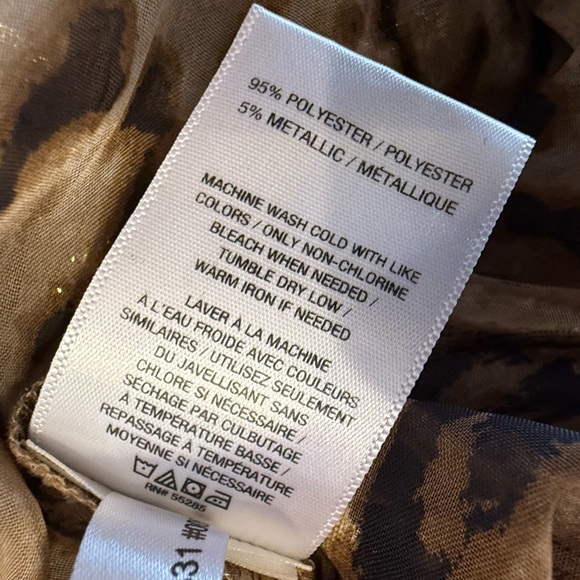 95% POLYESTER / POLYESTER
5% METALLIC / MÉTALLIQUE
MACHINE WASH COLD WITH LIKE
COLORS / ONLY NON-CHLORINE
BLEACH WHEN NEEDED /
TUMBLE DRY LOW /
WARM IRON IF NEEDED
LAVER À LA MACHINE
À L'EAU FROIDE AVEC COULEURS
SIMILAIRES / UTILISEZ SEULEMENT
DU JAVELLISANT SANS
CHLORE SI NÉCESSAIRE /
SÉCHAGE PAR CULBUTAGE
À TEMPÉRATURE BASSE /
REPASSAGE À TEMPÉRATURE
MOYENNE SI NÉCESSAIRE
RN# 55285